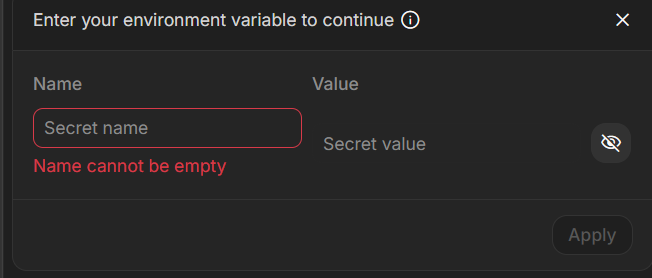 Enter your environment variable to continue
Name
Value
Secret name
Secret value
Name cannot be empty
Apply